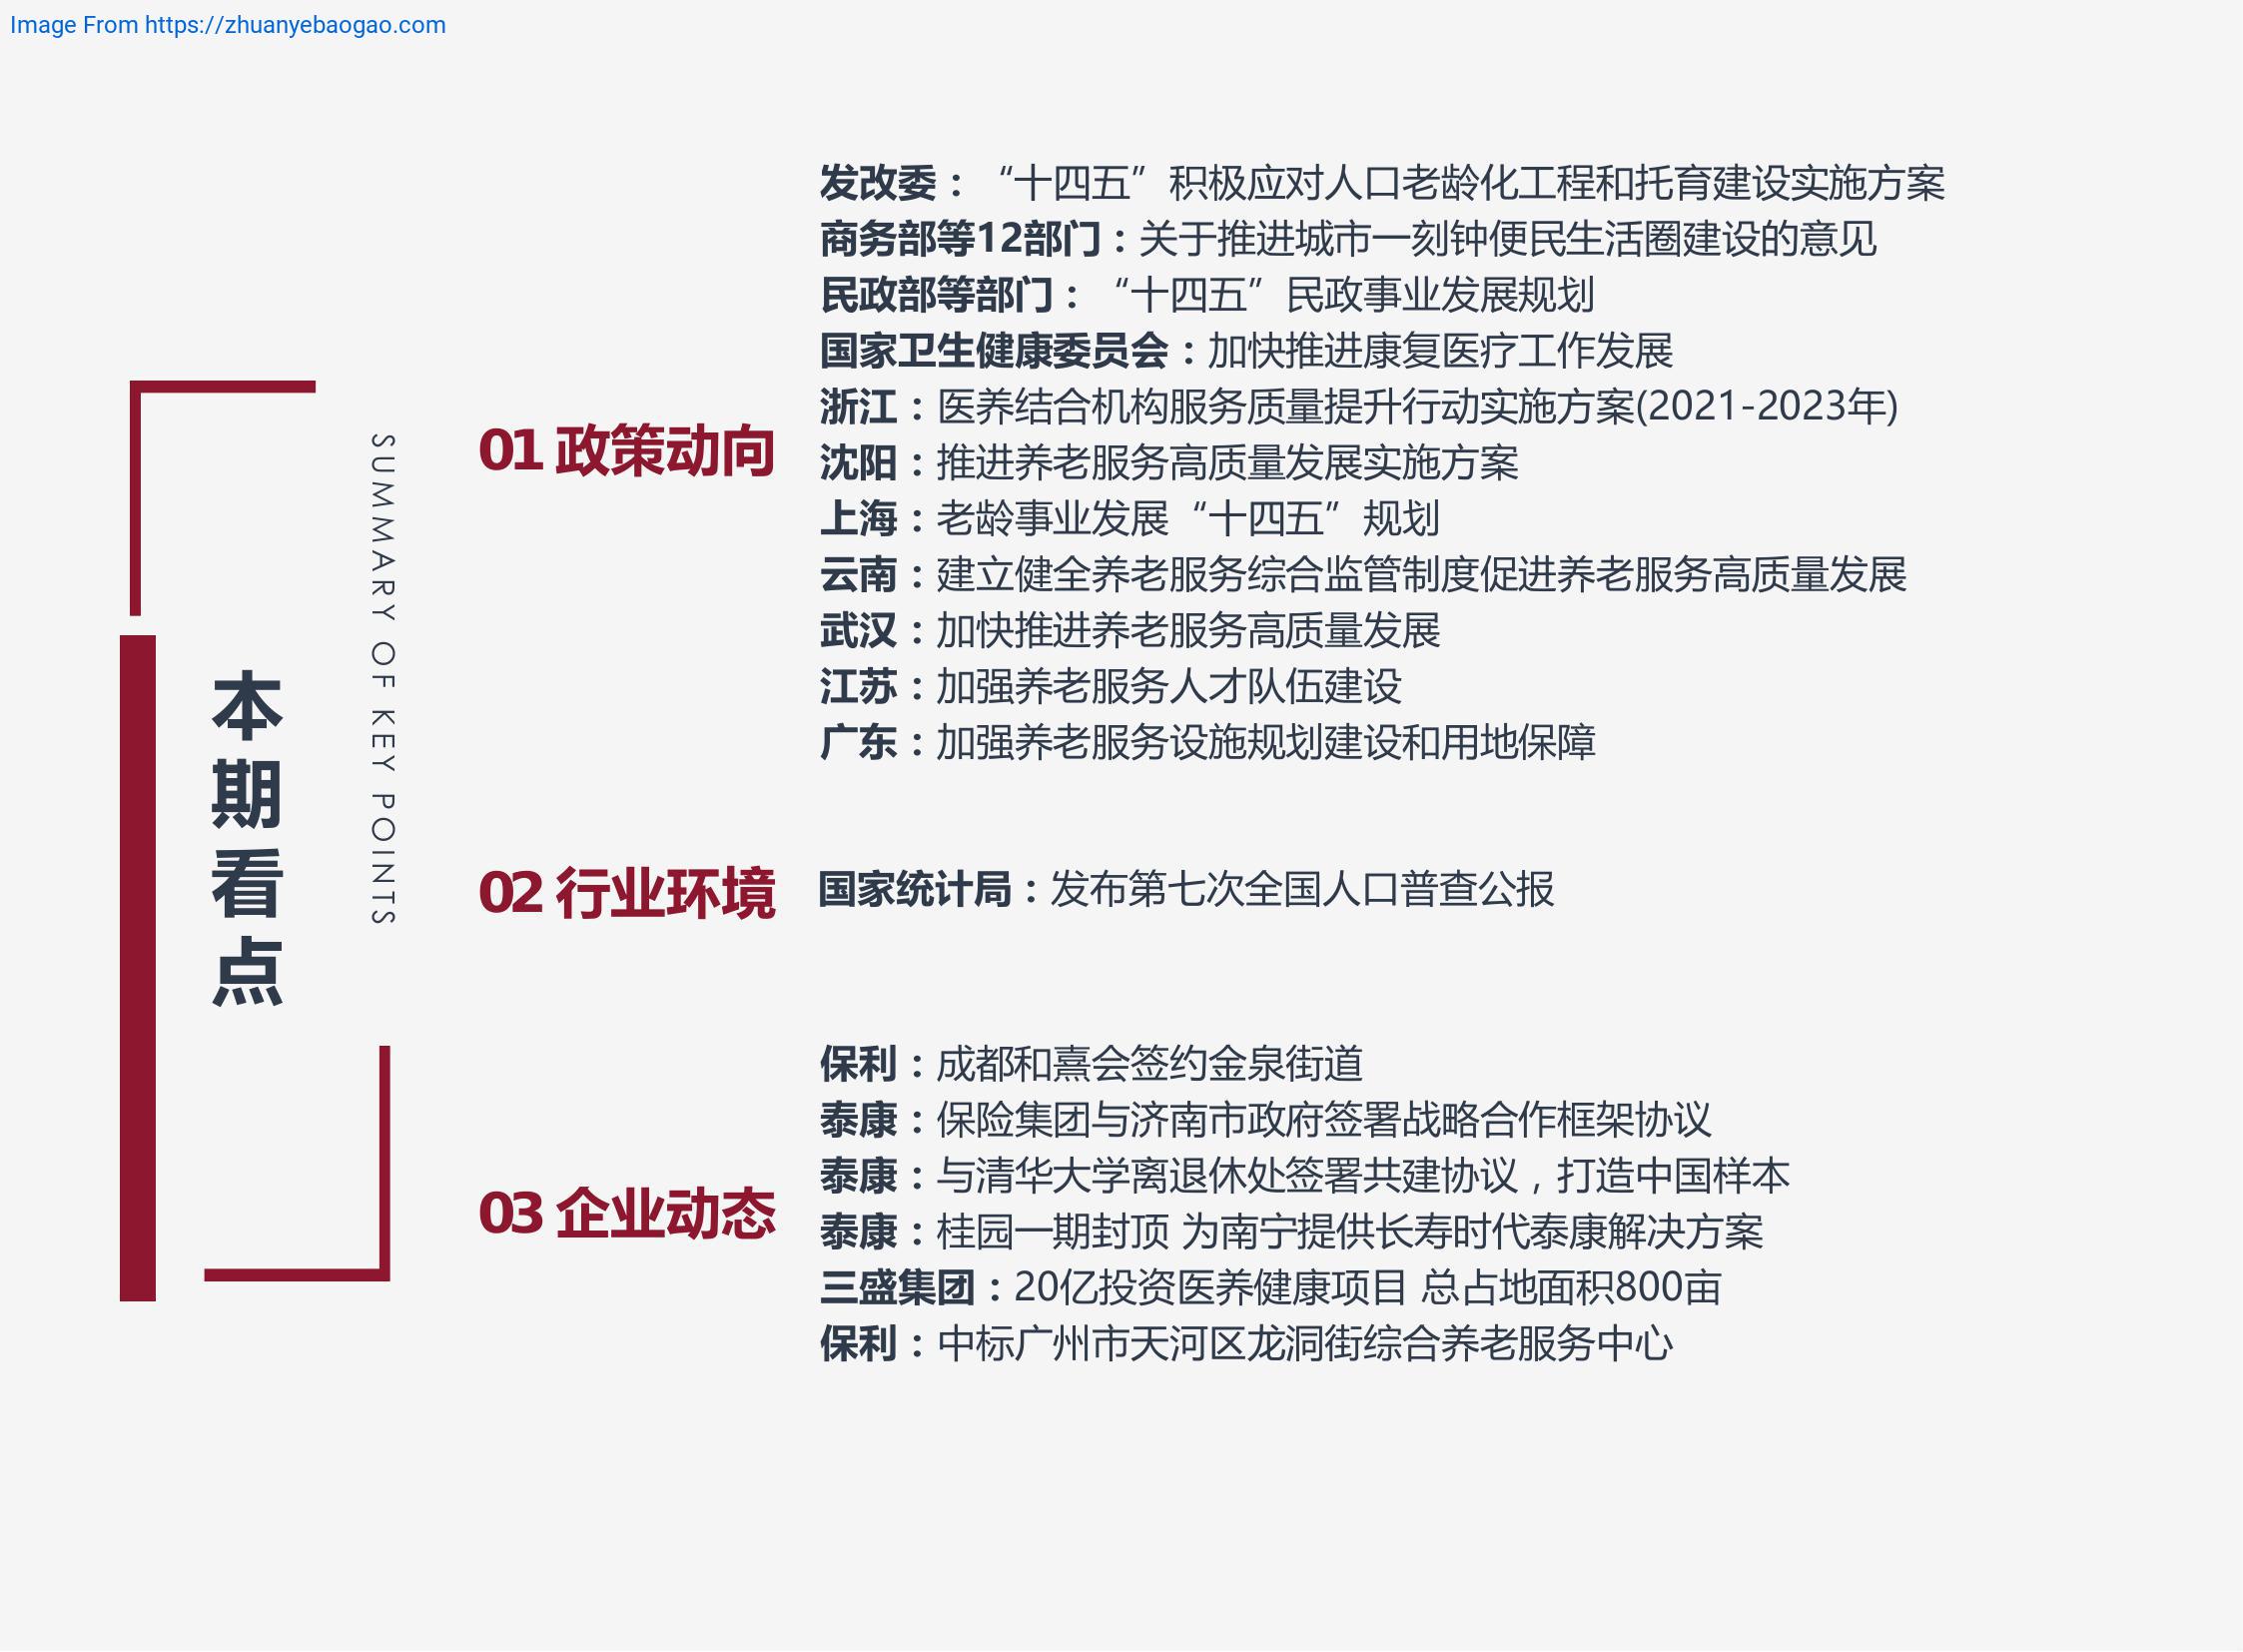 Image From https://zhuanyebaogao.com
本期看点
SUMMARY OF KEY POINTS
01 政策动向
发改委：“十四五”积极应对人口老龄化工程和托育建设实施方案
商务部等12部门：关于推进城市一刻钟便民生活圈建设的意见
民政部等部门：“十四五”民政事业发展规划
国家卫生健康委员会：加快推进康复医疗工作发展
浙江：医养结合机构服务质量提升行动实施方案(2021-2023年)
沈阳：推进养老服务高质量发展实施方案
上海：老龄事业发展“十四五”规划
云南：建立健全养老服务综合监管制度促进养老服务高质量发展
武汉：加快推进养老服务高质量发展
江苏：加强养老服务人才队伍建设
广东：加强养老服务设施规划建设和用地保障
02 行业环境
国家统计局：发布第七次全国人口普查公报
03 企业动态
保利：成都和熹会签约金泉街道
泰康：保险集团与济南市政府签署战略合作框架协议
泰康：与清华大学离退休处签署共建协议，打造中国样本
泰康：桂园一期封顶 为南宁提供长寿时代泰康解决方案
三盛集团：20亿投资医养健康项目 总占地面积800亩
保利：中标广州市天河区龙洞街综合养老服务中心